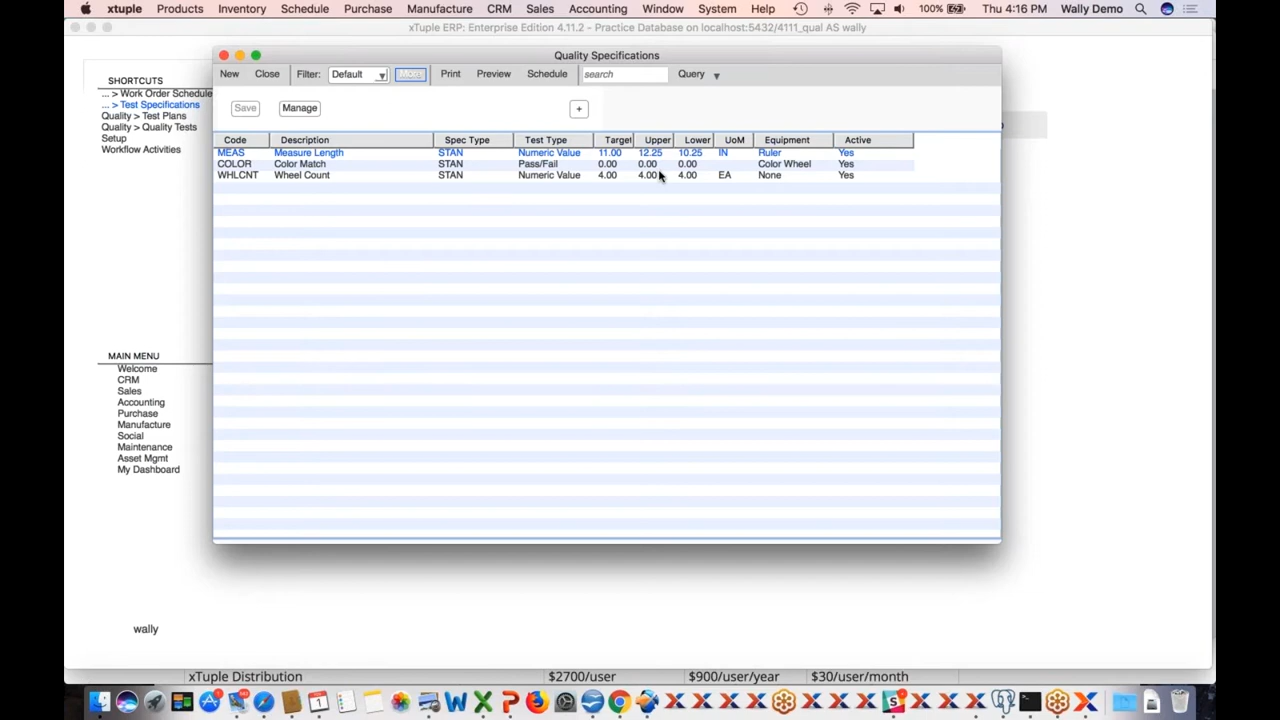 xtuple Products Inventory Schedule Purchase Manufacture CRM Sales Accounting Window System Help 100% Thu 4:16 PM Wally Demo
xTuple ERP: Enterprise Edition 4.11.2 - Practice Database on localhost:5432/4111_qual AS wally
Quality Specifications
New Close Filter: Default More Print Preview Schedule search Query
Save Manage +
Code Description Spec Type Test Type Target Upper Lower UoM Equipment Active
MEAS Measure Length STAN Numeric Value 11.00 12.25 10.25 IN Ruler Yes
COLOR Color Match STAN Pass/Fail 0.00 0.00 0.00 Color Wheel Yes
WHLCNT Wheel Count STAN Numeric Value 4.00 4.00 4.00 EA None Yes
SHORTCUTS
... > Work Order Schedule
... > Test Specifications
Quality > Test Plans
Quality > Quality Tests
Setup
Workflow Activities
MAIN MENU
Welcome
CRM
Sales
Accounting
Purchase
Manufacture
Social
Maintenance
Asset Mgmt
My Dashboard
wally
xTuple Distribution $2700/user $900/user/year $30/user/month